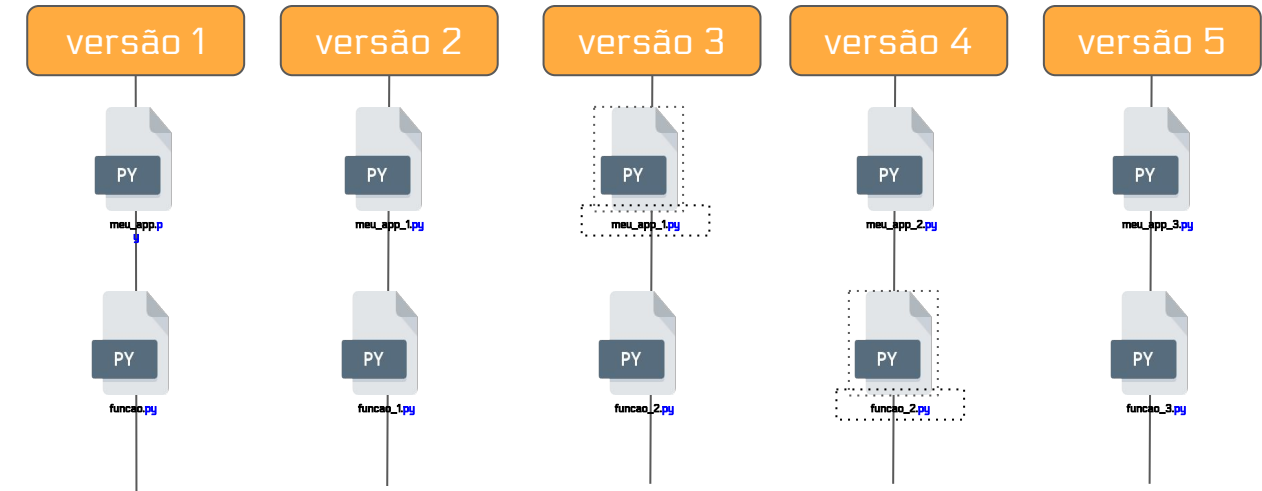 versão 1
versão 2
versão 3
versão 4
versão 5
PY
PY
PY
PY
PY
meu_app.p
y
meu_app_1.py
meu_app_1.py
meu_app_2.py
meu_app_3.py
PY
PY
PY
PY
PY
funcao.py
funcao_1.py
funcao_2.py
funcao_2.py
funcao_3.py